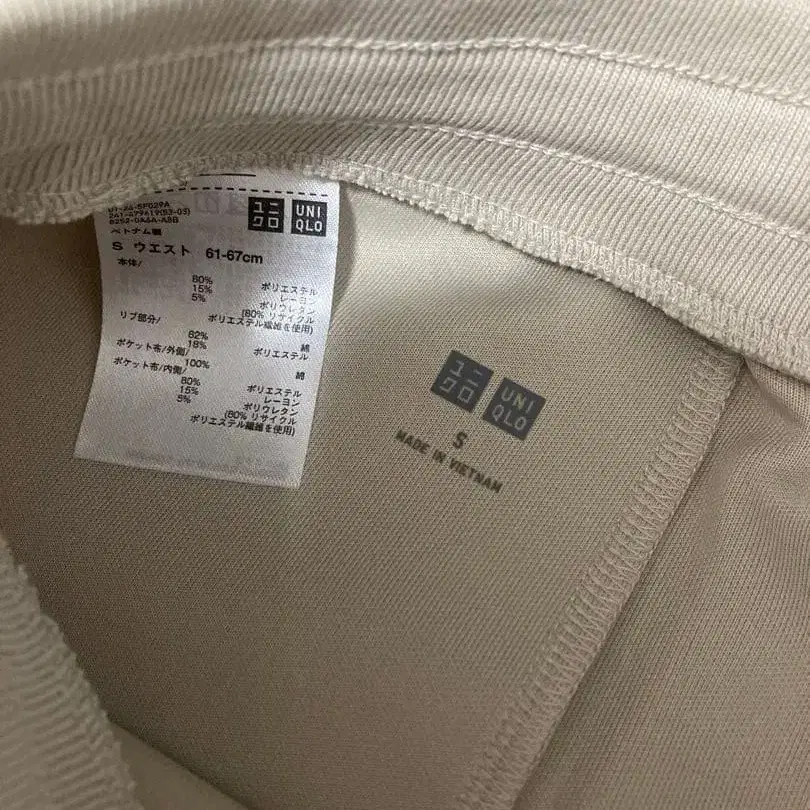 ユニクロ UNIQLO
241-479419(53-03)
ベトナム製
S ウエスト 61-67cm
本体/
80% ポリエステル
15% レーヨン
5% ポリウレタン
(80% リサイクル
ポリエステル繊維を使用)
リブ部分/
82% 綿
18% ポリエステル
ポケット布/外側/
100% 綿
ポケット布/内側/
80% ポリエステル
15% レーヨン
5% ポリウレタン
(80% リサイクル
ポリエステル繊維を使用)
ユニクロ UNIQLO
S
MADE IN VIETNAM